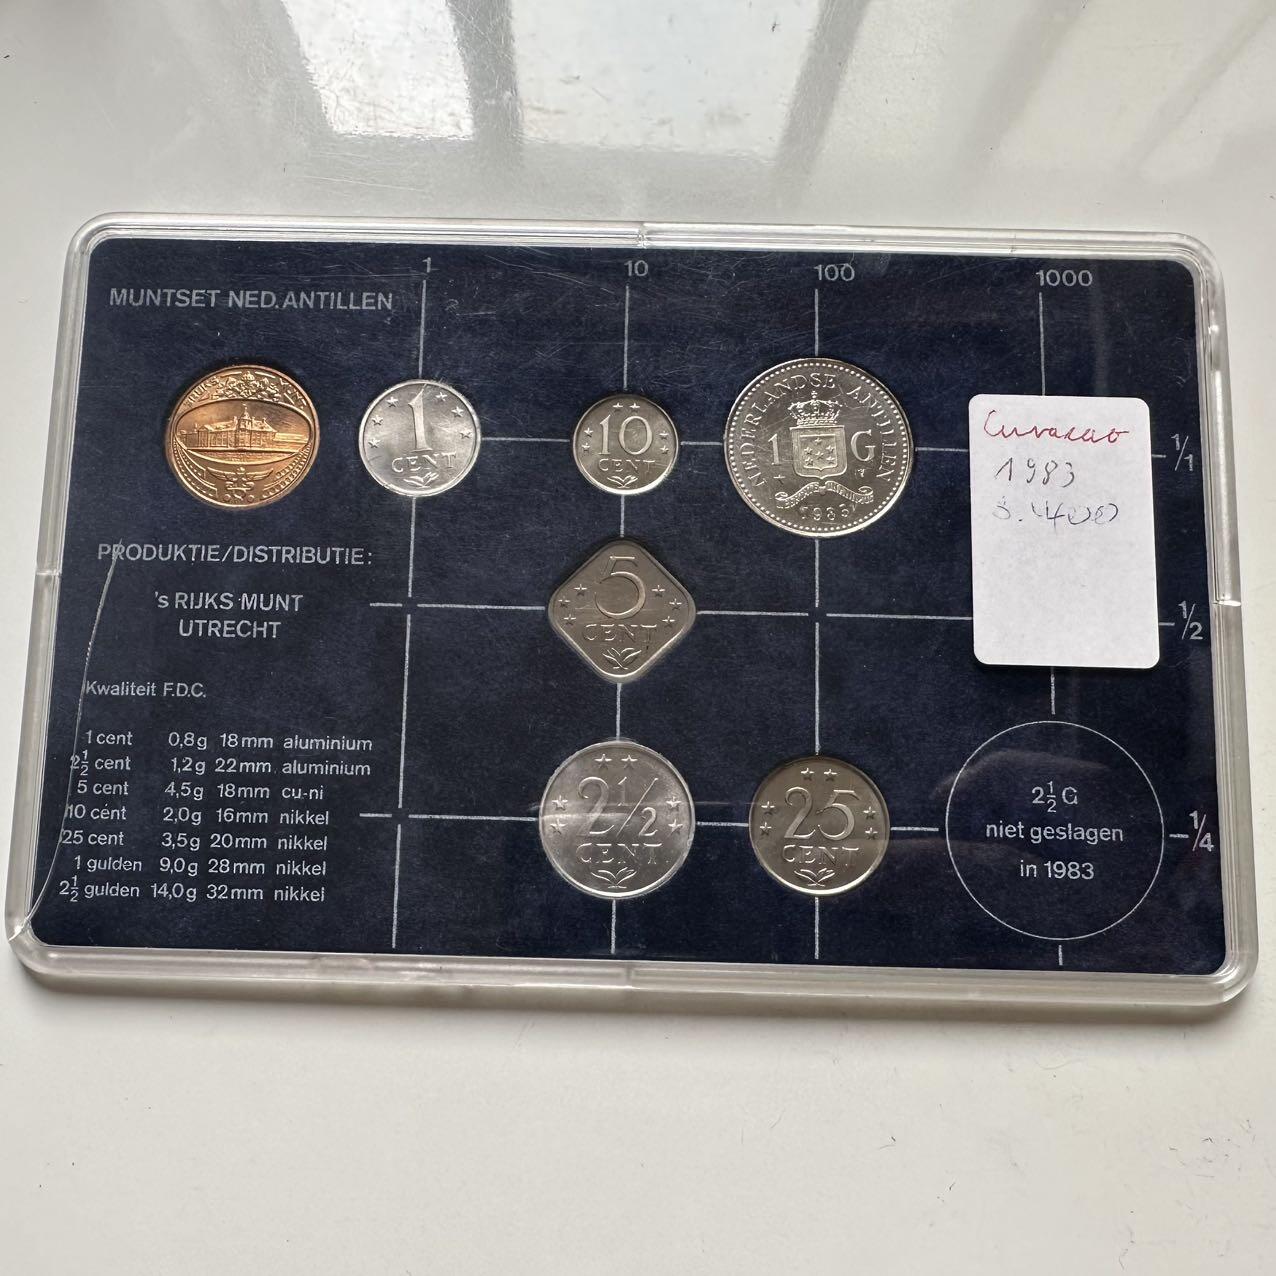 1
10
100
1000
MUNTSET NED. ANTILLEN
RIJKS MUNT
1
CENT
10
CENT
NEDERLANDSE ANTILLEN
1 G
1983
1/1
Curacao
1983
5
CENT
PRODUKTIE/DISTRIBUTIE:
's RIJKS MUNT
UTRECHT
1/2
Kwaliteit F.D.C.
1 cent 0,8g 18mm aluminium
2½ cent 1,2g 22mm aluminium
5 cent 4,5g 18mm cu-ni
10 cent 2,0g 16mm nikkel
25 cent 3,5g 20mm nikkel
1 gulden 9,0g 28mm nikkel
2½ gulden 14,0g 32mm nikkel
2½
CENT
25
CENT
2½ G
niet geslagen
in 1983
1/4